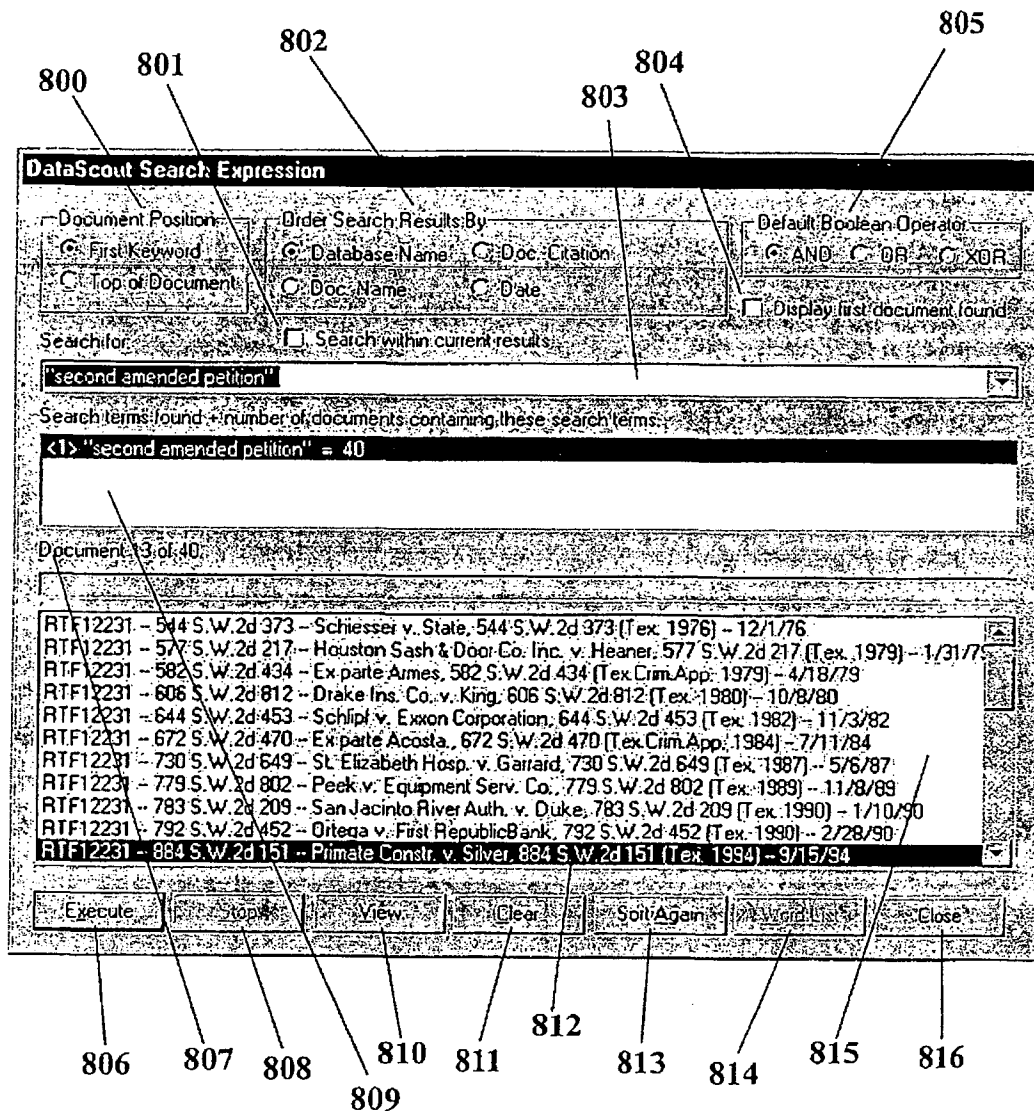 805
802
804
801
800
803
DataScout Search Expression
Document Position
Order Search Results By
Default Boolean Operator
First Keyword
Database Name
Doc. Citation
AND
OR
XOR
Top of Document
Doc. Name
Date
Display first document found
Search for
Search within current results
"second amended petition"
Search terms found + number of documents containing these search terms:
<1> "second amended petition" = 40
Document 13 of 40
RTF12231 -- 544 S.W.2d 373 -- Schiesser v. State, 544 S.W.2d 373 (Tex. 1976) -- 12/1/76
RTF12231 -- 577 S.W.2d 217 -- Houston Sash & Door Co. Inc. v. Heaner, 577 S.W.2d 217 (Tex. 1979) -- 1/31/79
RTF12231 -- 582 S.W.2d 434 -- Ex parte Armes, 582 S.W.2d 434 (Tex.Crim.App. 1979) -- 4/18/79
RTF12231 -- 606 S.W.2d 812 -- Drake Ins. Co. v. King, 606 S.W.2d 812 (Tex. 1980) -- 10/8/80
RTF12231 -- 644 S.W.2d 453 -- Schlipf v. Exxon Corporation, 644 S.W.2d 453 (Tex. 1982) -- 11/3/82
RTF12231 -- 672 S.W.2d 470 -- Ex parte Acosta., 672 S.W.2d 470 (Tex.Crim.App. 1984) -- 7/11/84
RTF12231 -- 730 S.W.2d 649 -- St. Elizabeth Hosp. v. Garrard, 730 S.W.2d 649 (Tex. 1987) -- 5/6/87
RTF12231 -- 779 S.W.2d 802 -- Peek v. Equipment Serv. Co., 779 S.W.2d 802 (Tex. 1989) -- 11/8/89
RTF12231 -- 783 S.W.2d 209 -- San Jacinto River Auth. v. Duke, 783 S.W.2d 209 (Tex. 1990) -- 1/10/90
RTF12231 -- 792 S.W.2d 452 -- Ortega v. First RepublicBank, 792 S.W.2d 452 (Tex. 1990) -- 2/28/90
RTF12231 -- 884 S.W.2d 151 -- Primate Constr. v. Silver, 884 S.W.2d 151 (Tex. 1994) -- 9/15/94
Execute
Stop
View
Clear
Sort Again
Word List
Close
812
806
807
808
810
811
813
814
815
816
809